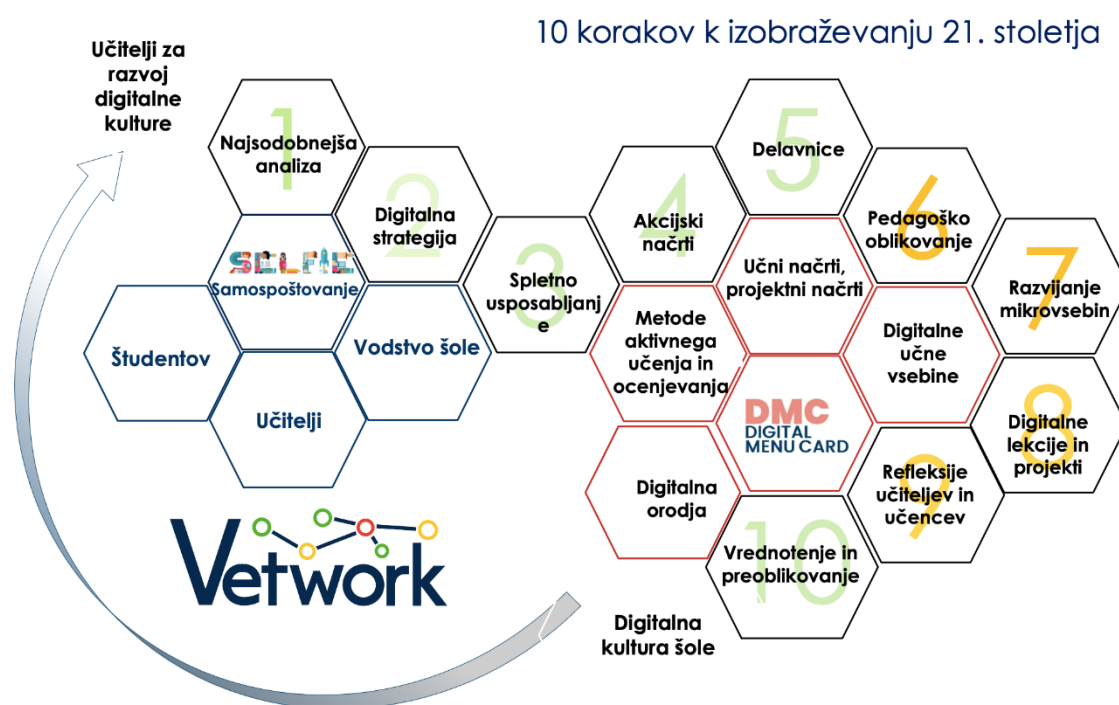 10 korakov k izobraževanju 21. stoletja
Učitelji za
razvoj
digitalne
kulture
1
Najsodobnejša
analiza
2
Digitalna
strategija
3
Spletno
usposabljanj
e
4
Akcijski
načrti
5
Delavnice
6
Pedagoško
oblikovanje
7
Razvijanje
mikrovsebin
8
Digitalne
lekcije in
projekti
9
Refleksije
učiteljev in
učencev
10
Vrednotenje in
preoblikovanje
SELFIE
Samospoštovanje
Študentov
Učitelji
Vodstvo šole
Učni načrti,
projektni načrti
Metode
aktivnega
učenja in
ocenjevanja
Digitalne
učne
vsebine
DMC
DIGITAL
MENU CARD
Digitalna
orodja
Vetwork
Digitalna
kultura šole